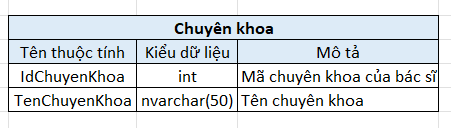 Chuyên khoa
Tên thuộc tính Kiểu dữ liệu Mô tả
IdChuyenKhoa int Mã chuyên khoa của bác sĩ
TenChuyenKhoa nvarchar(50) Tên chuyên khoa